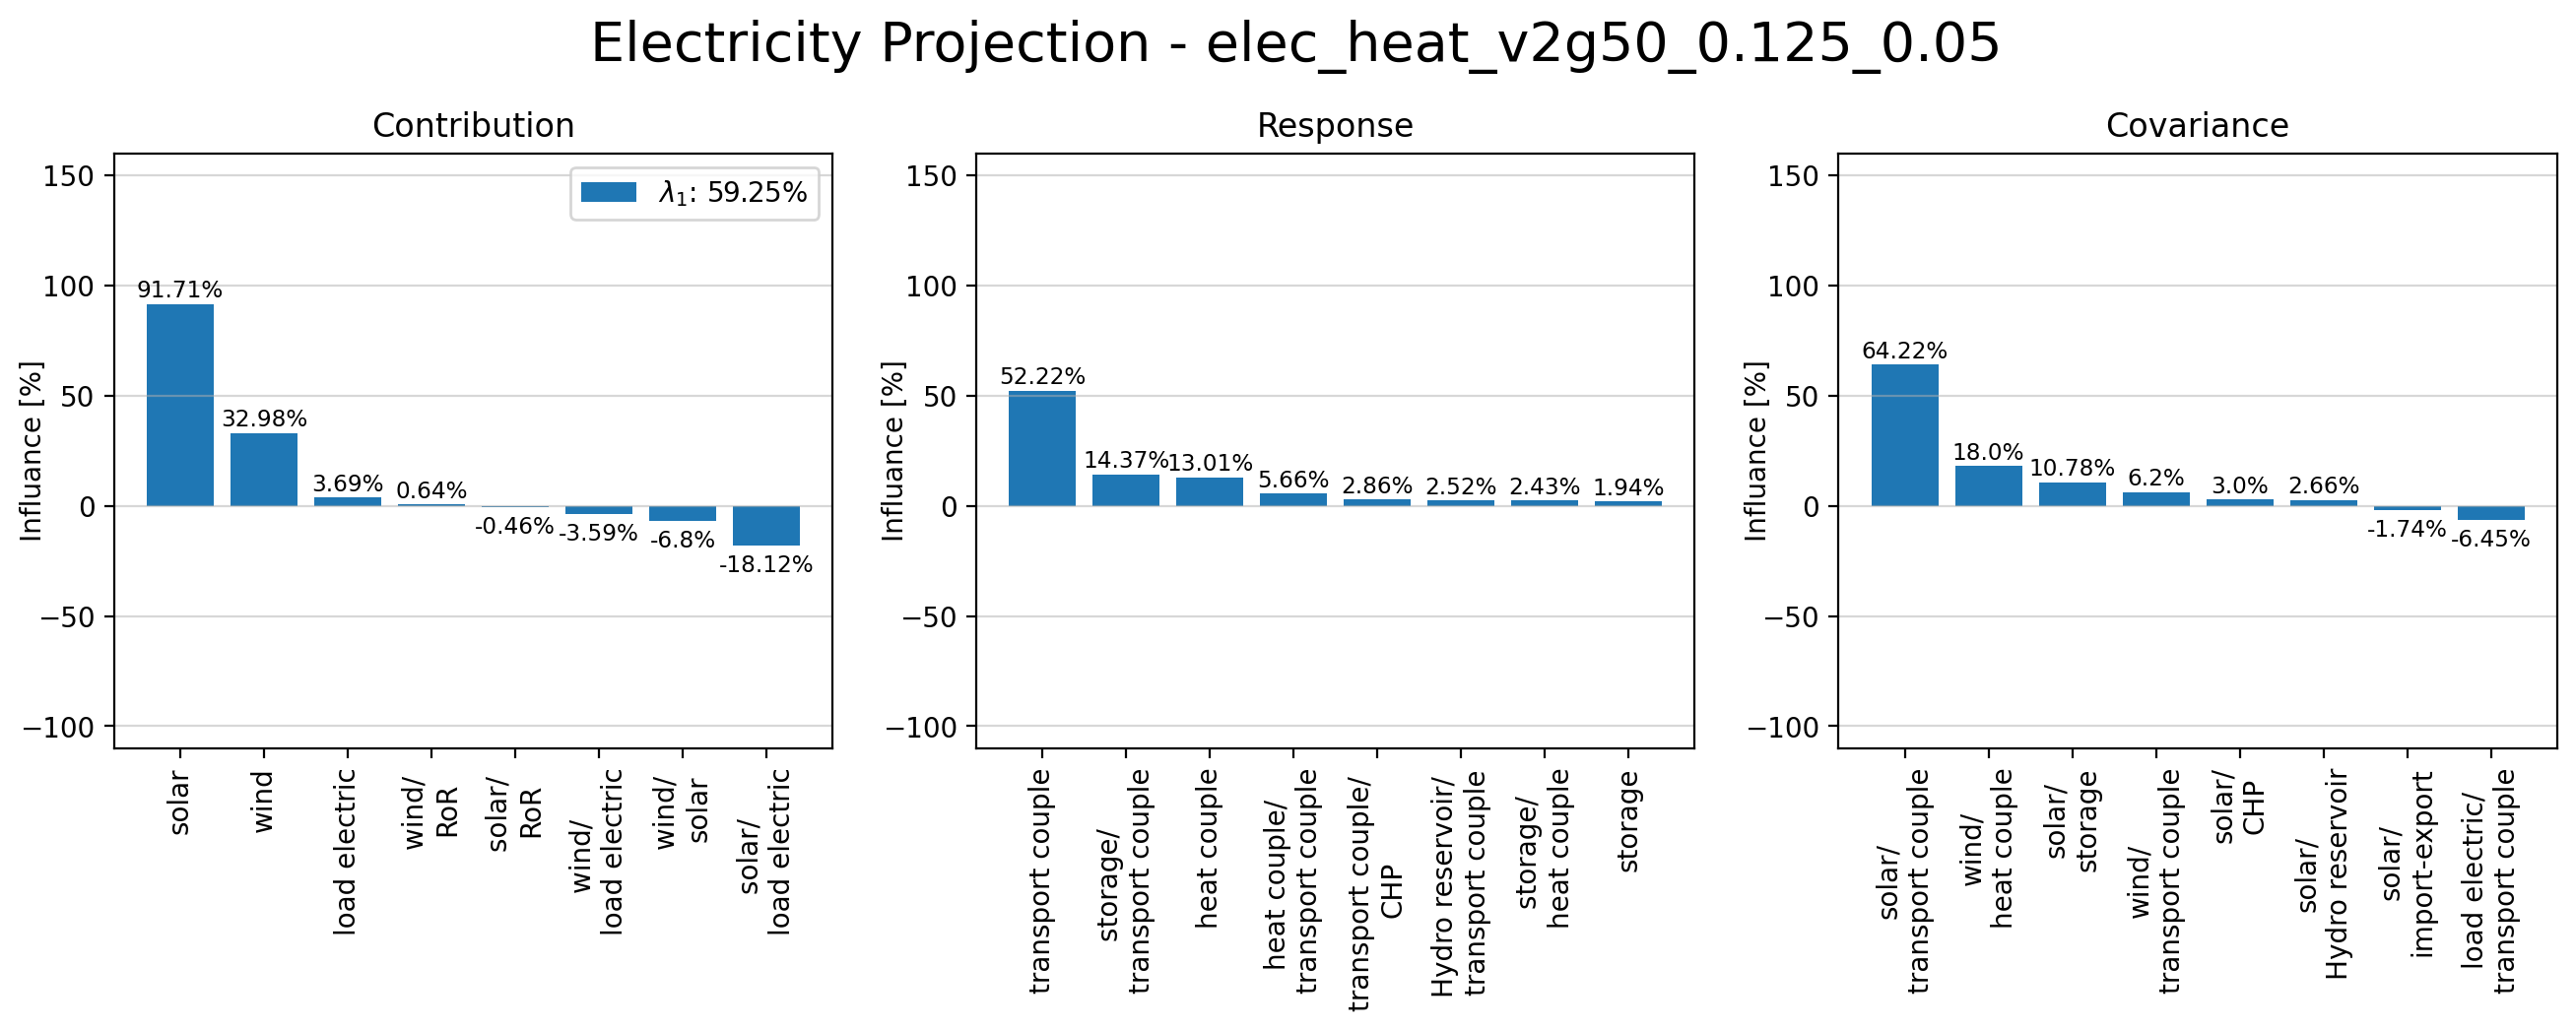 Electricity Projection - elec_heat_v2g50_0.125_0.05
Contribution
Influance [%]
150
100
50
0
−50
−100
λ1: 59.25%
91.71%
32.98%
3.69%
0.64%
-0.46%
-3.59%
-6.8%
-18.12%
solar
wind
load electric
wind/
RoR
solar/
RoR
wind/
load electric
wind/
solar
solar/
load electric
Response
Influance [%]
150
100
50
0
−50
−100
52.22%
14.37%
13.01%
5.66%
2.86%
2.52%
2.43%
1.94%
transport couple
storage/
transport couple
heat couple
heat couple/
transport couple
transport couple/
CHP
Hydro reservoir/
transport couple
storage/
heat couple
storage
Covariance
Influance [%]
150
100
50
0
−50
−100
64.22%
18.0%
10.78%
6.2%
3.0%
2.66%
-1.74%
-6.45%
solar/
transport couple
wind/
heat couple
solar/
storage
wind/
transport couple
solar/
CHP
solar/
Hydro reservoir
solar/
import-export
load electric/
transport couple